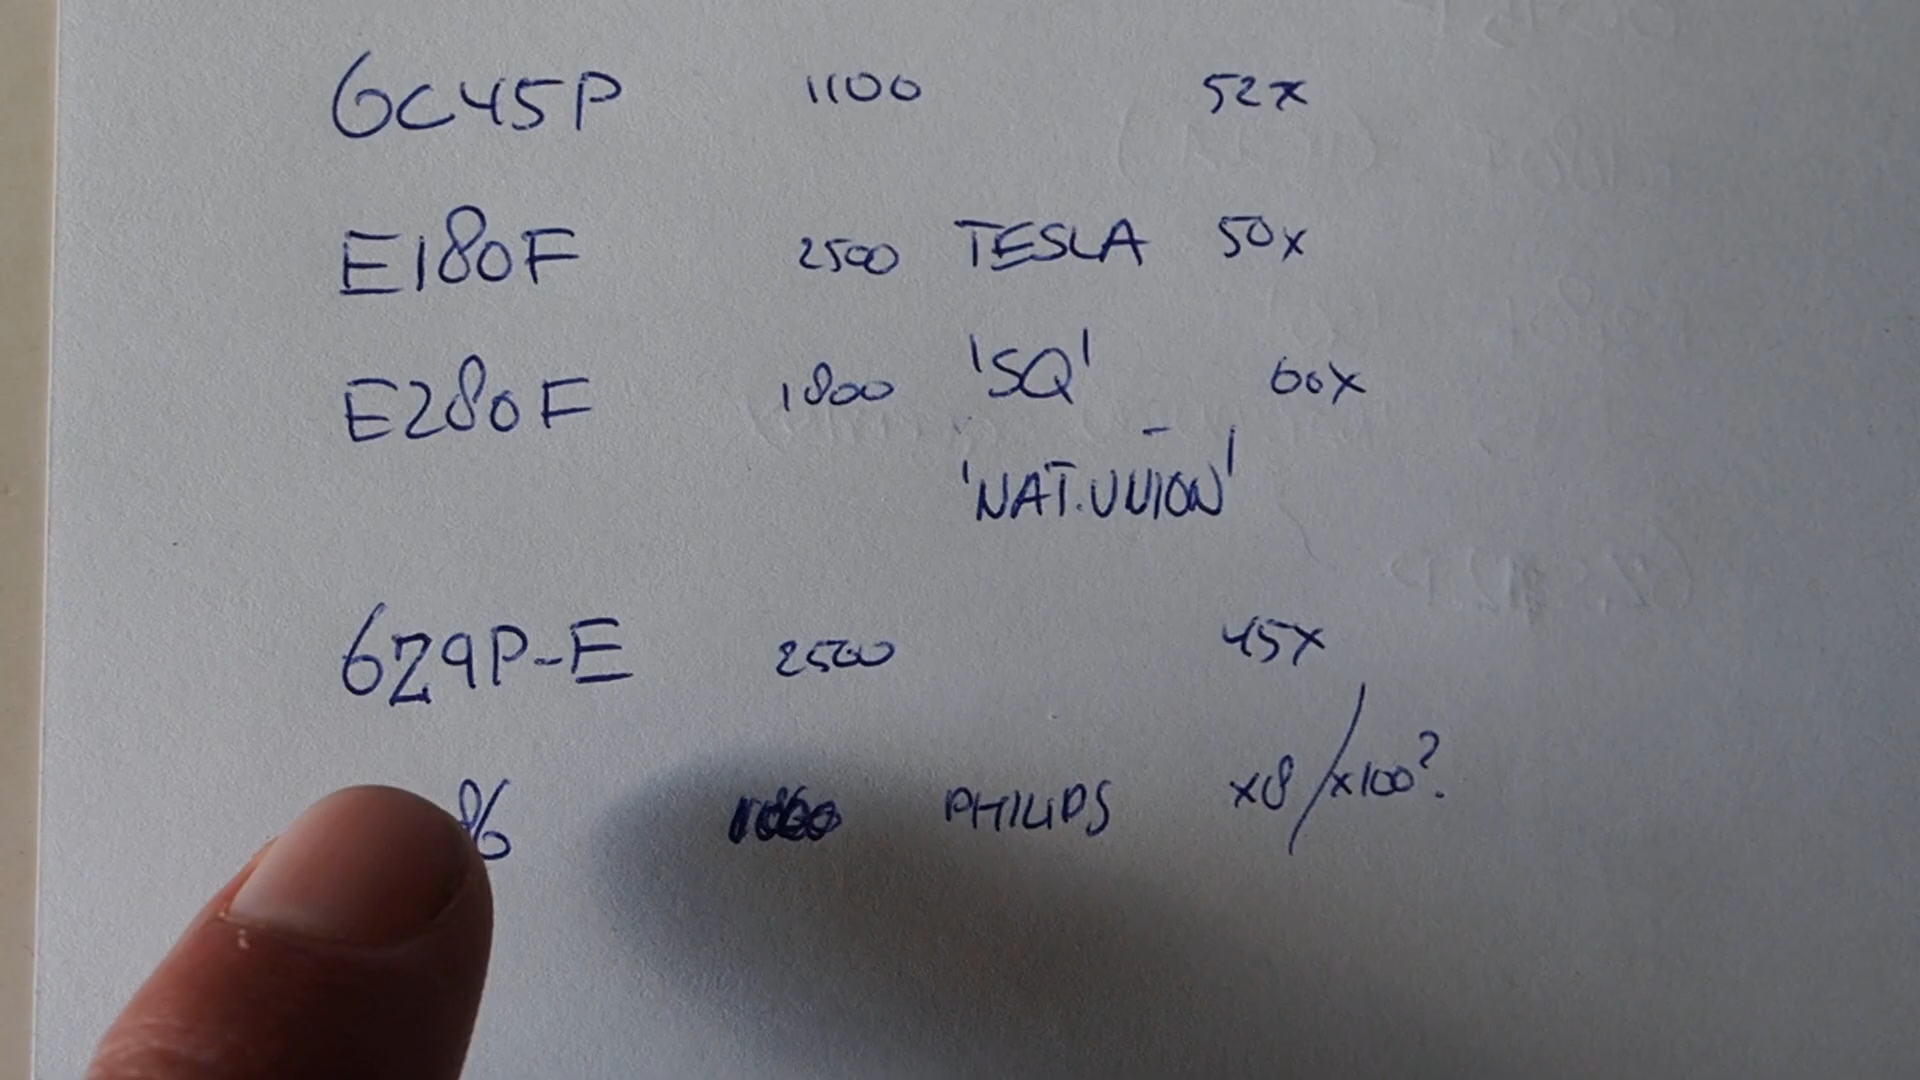 6C45P 1100 52x
E180F 2500 TESLA 50x
E280F 1800 'SQ' 60x
'NAT.UNION'
6Z9P-E 2500 45x
86 PHILIPS x8/x100?